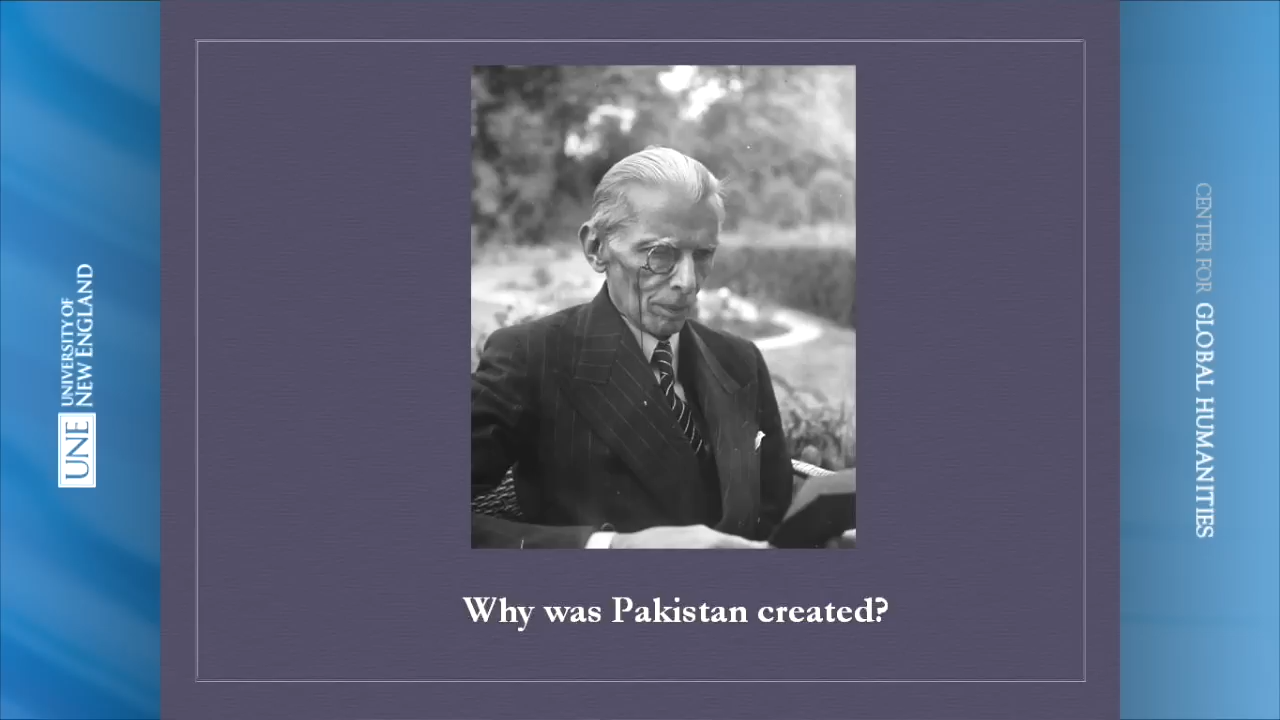 UNE
UNIVERSITY OF
NEW ENGLAND
Why was Pakistan created?
CENTER FOR GLOBAL HUMANITIES